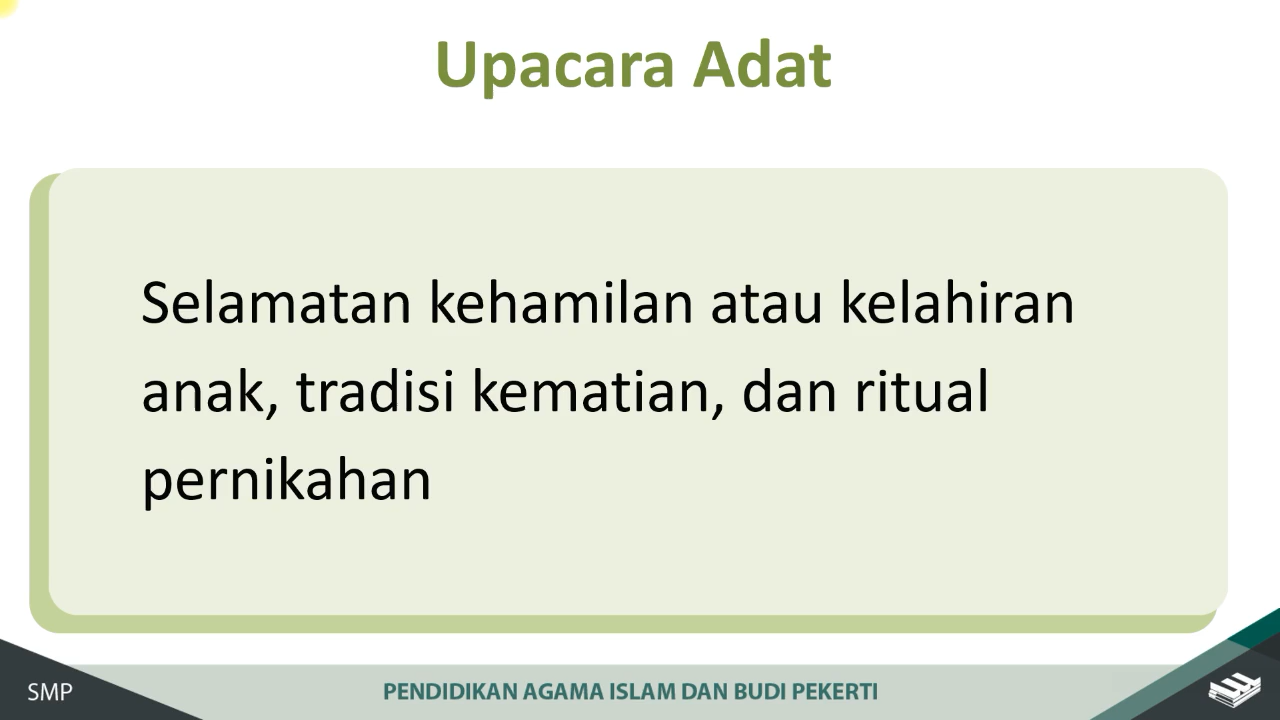 Upacara Adat
Selamatan kehamilan atau kelahiran
anak, tradisi kematian, dan ritual
pernikahan
SMP
PENDIDIKAN AGAMA ISLAM DAN BUDI PEKERTI